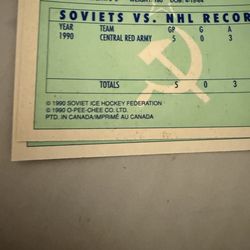 SOVIETS VS. NHL RECOR
YEAR TEAM GP G A
1990 CENTRAL RED ARMY 5 0 3
TOTALS 5 0 3
© 1990 SOVIET ICE HOCKEY FEDERATION
© 1990 O-PEE-CHEE CO. LTD.
PTD. IN CANADA/IMPRIMÉ AU CANADA